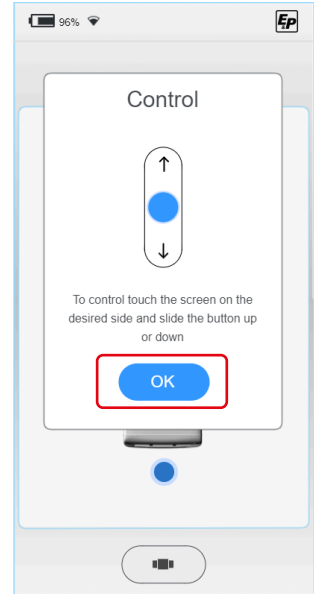 96%
EP
Control
To control touch the screen on the
desired side and slide the button up
or down
OK